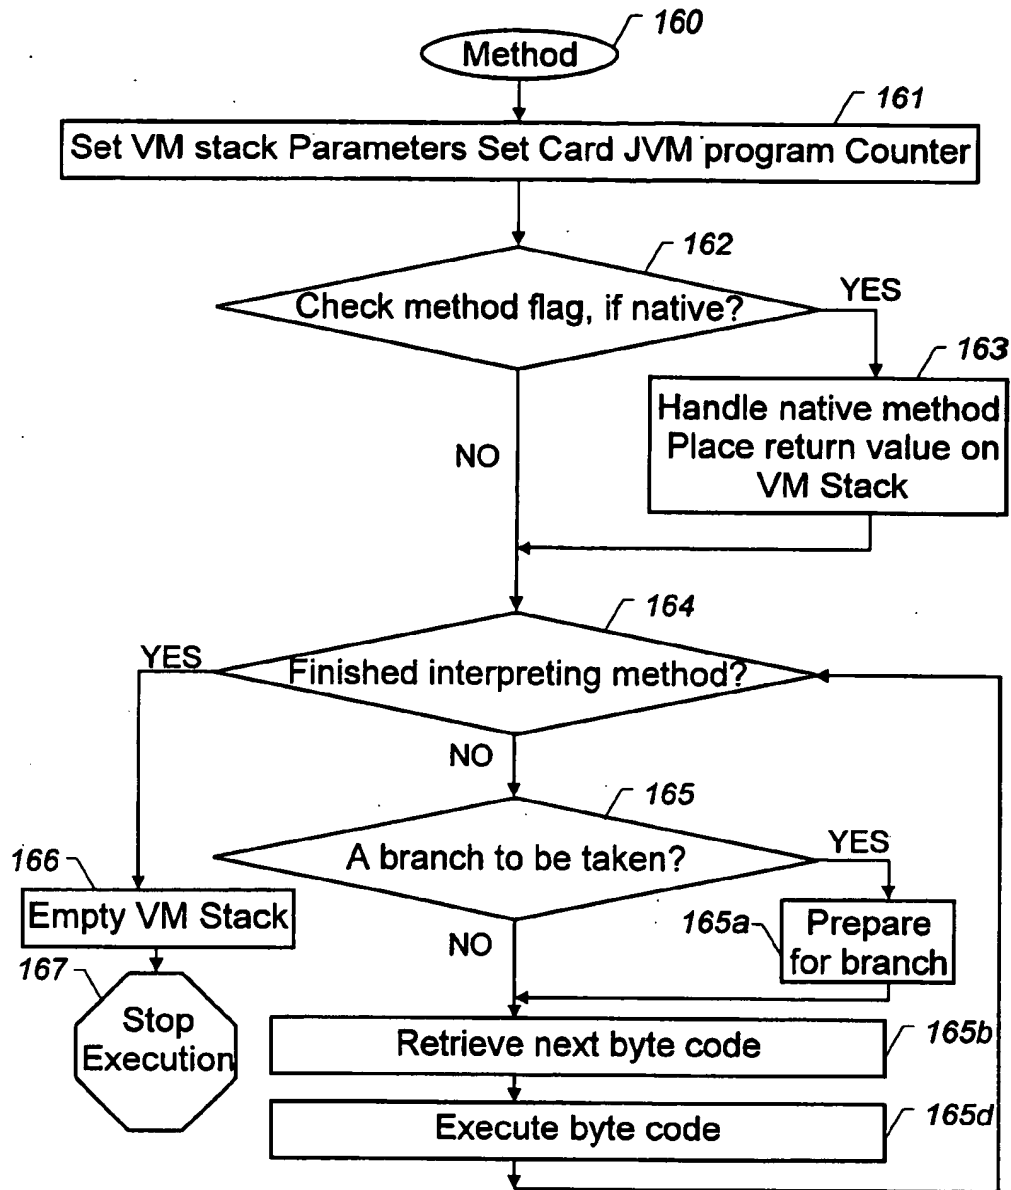 160
Method
161
Set VM stack Parameters Set Card JVM program Counter
162
Check method flag, if native?
YES
163
Handle native method
Place return value on
VM Stack
NO
164
YES
Finished interpreting method?
NO
165
A branch to be taken?
YES
166
Empty VM Stack
165a
Prepare
for branch
NO
167
Stop
Execution
Retrieve next byte code
165b
Execute byte code
165d